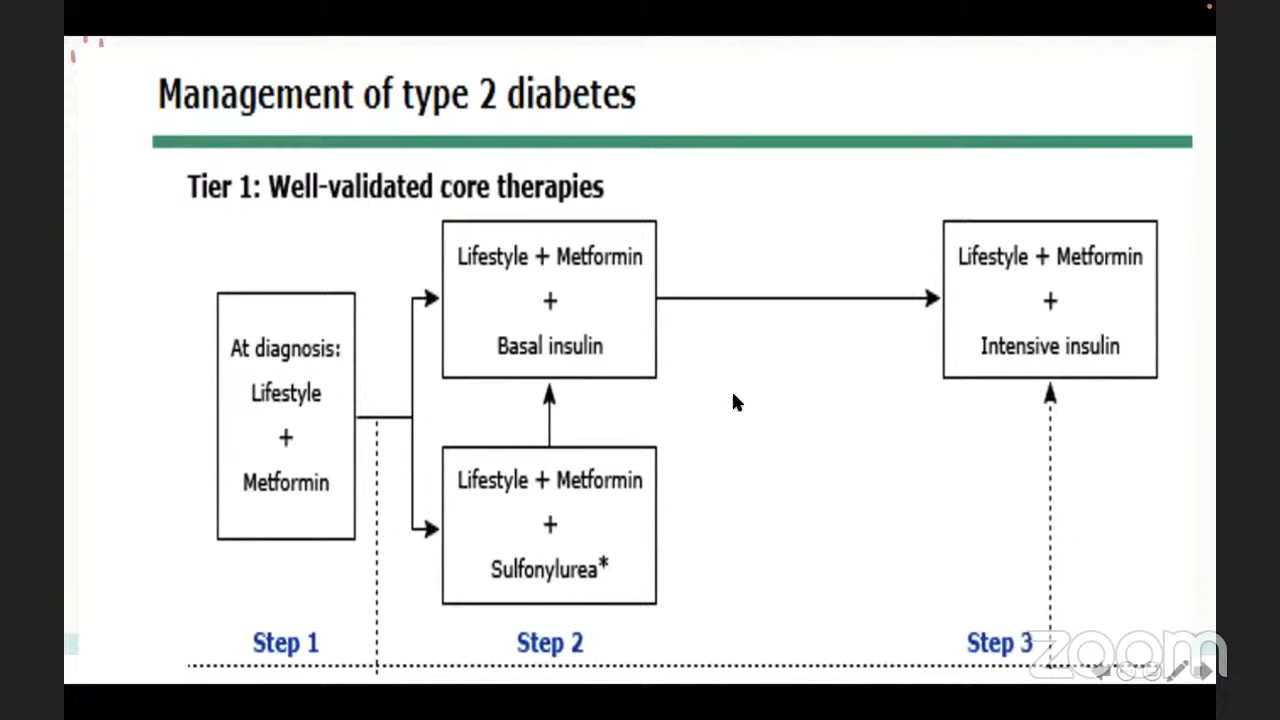 Management of type 2 diabetes
Tier 1: Well-validated core therapies
At diagnosis:
Lifestyle
+
Metformin
Lifestyle + Metformin
+
Basal insulin
Lifestyle + Metformin
+
Sulfonylurea*
Lifestyle + Metformin
+
Intensive insulin
Step 1
Step 2
Step 3
zoom